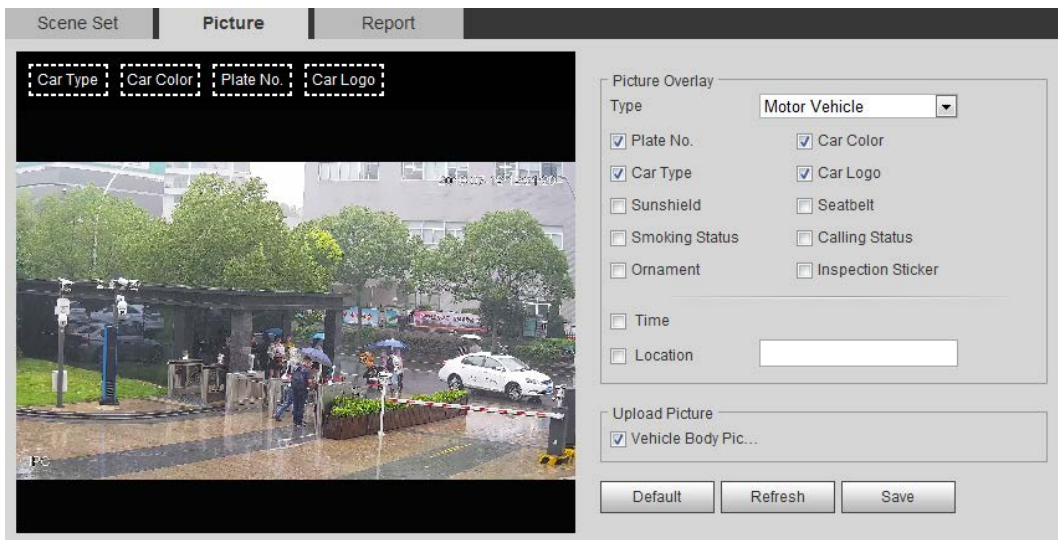 Scene Set
Picture
Report
Car Type
Car Color
Plate No.
Car Logo
Picture Overlay
Type
Motor Vehicle
Plate No.
Car Color
Car Type
Car Logo
Sunshield
Seatbelt
Smoking Status
Calling Status
Ornament
Inspection Sticker
Time
Location
Upload Picture
Vehicle Body Pic...
Default
Refresh
Save
IPC